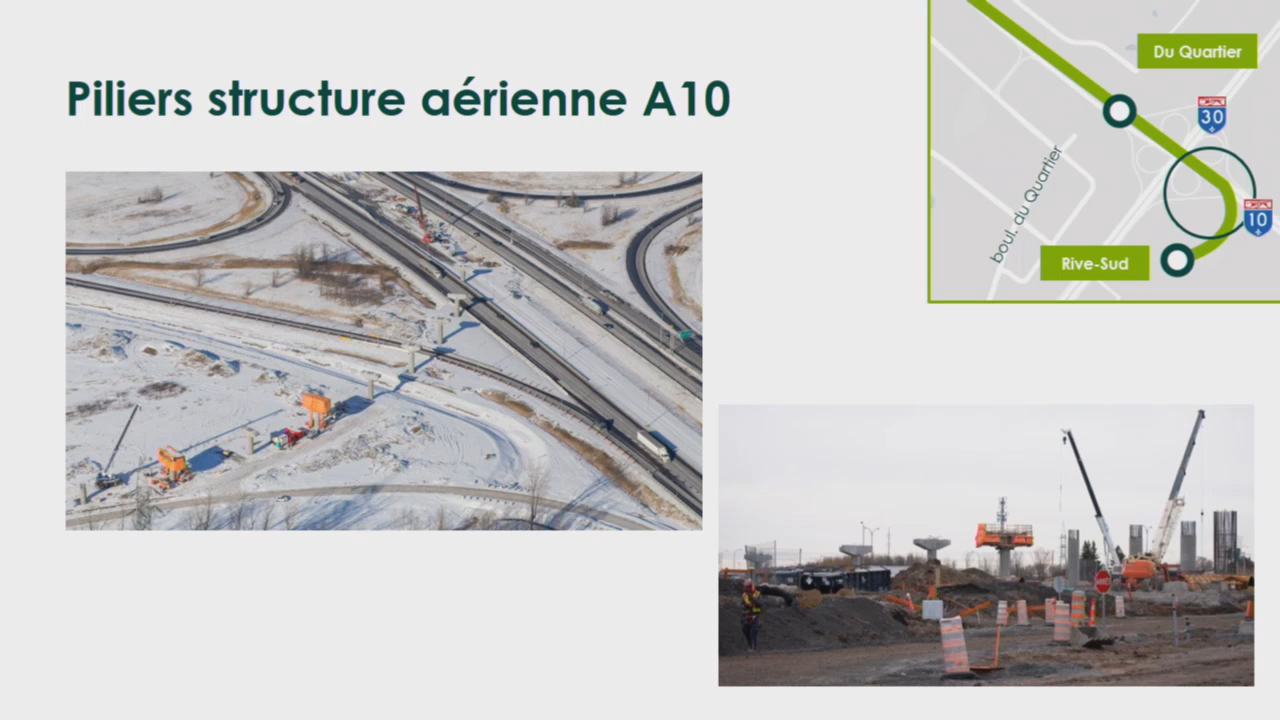 Piliers structure aérienne A10
Du Quartier
30
boul. du Quartier
10
Rive-Sud